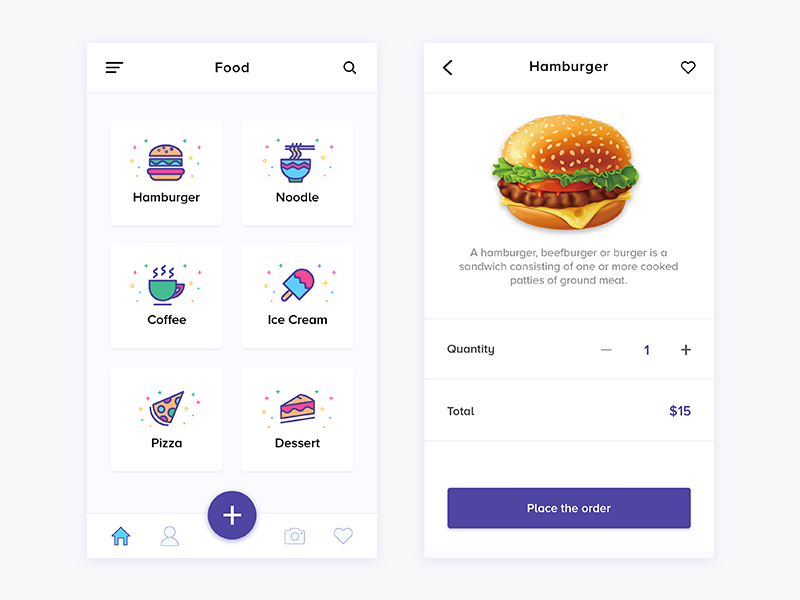 Food
Hamburger
Noodle
Coffee
Ice Cream
Pizza
Dessert
Hamburger
A hamburger, beefburger or burger is a
sandwich consisting of one or more cooked
patties of ground meat.
Quantity
1
Total
$15
Place the order